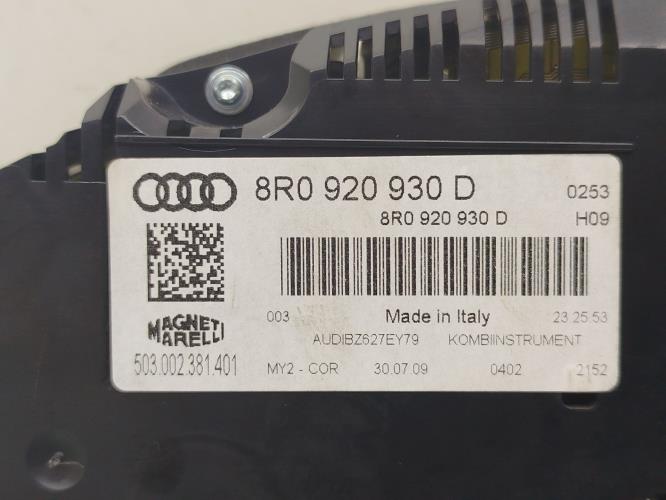 8R0 920 930 D 0253
8R0 920 930 D H09
003 Made in Italy 23:25:53
MAGNETI MARELLI
AUDIBZ627EY79 KOMBIINSTRUMENT
503.002.381.401 MY2 - COR 30.07.09 0402 2152